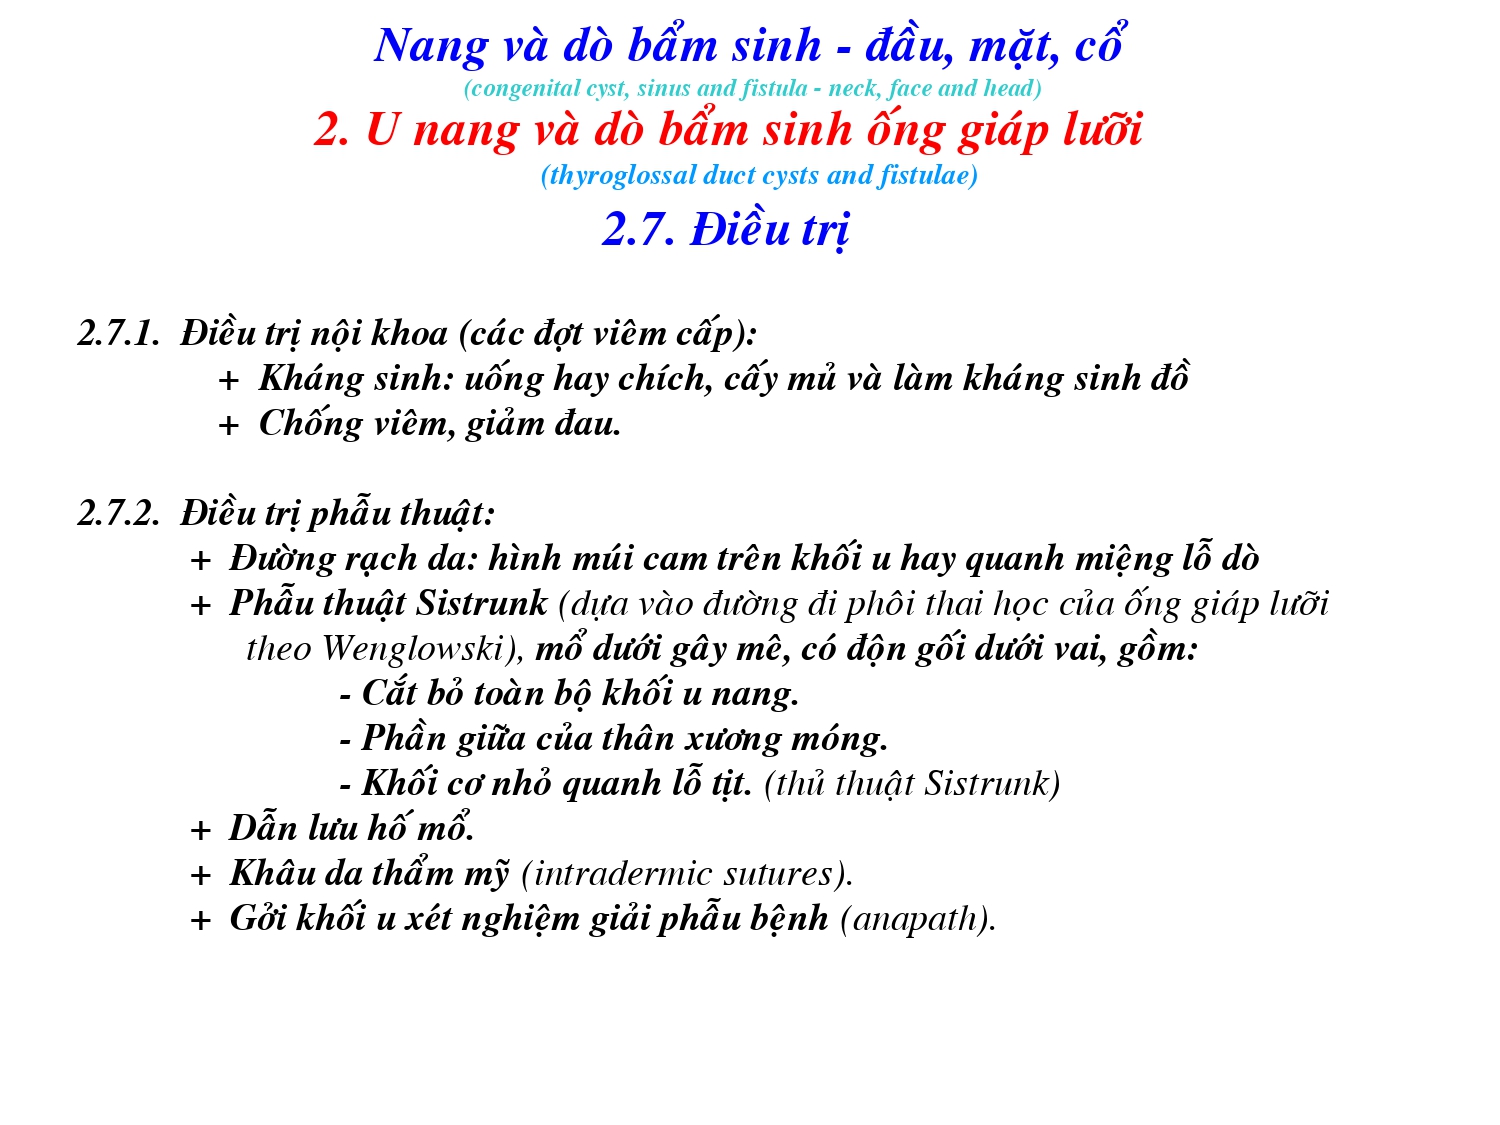 Nang và dò bẩm sinh - đầu, mặt, cổ
(congenital cyst, sinus and fistula - neck, face and head)
2. U nang và dò bẩm sinh ống giáp lưỡi
(thyroglossal duct cysts and fistulae)
2.7. Điều trị
2.7.1. Điều trị nội khoa (các đợt viêm cấp):
+ Kháng sinh: uống hay chích, cấy mủ và làm kháng sinh đồ
+ Chống viêm, giảm đau.
2.7.2. Điều trị phẫu thuật:
+ Đường rạch da: hình múi cam trên khối u hay quanh miệng lỗ dò
+ Phẫu thuật Sistrunk (dựa vào đường đi phôi thai học của ống giáp lưỡi
theo Wenglowski), mổ dưới gây mê, có độn gối dưới vai, gồm:
- Cắt bỏ toàn bộ khối u nang.
- Phần giữa của thân xương móng.
- Khối cơ nhỏ quanh lỗ tịt. (thủ thuật Sistrunk)
+ Dẫn lưu hố mổ.
+ Khâu da thẩm mỹ (intradermic sutures).
+ Gởi khối u xét nghiệm giải phẫu bệnh (anapath).